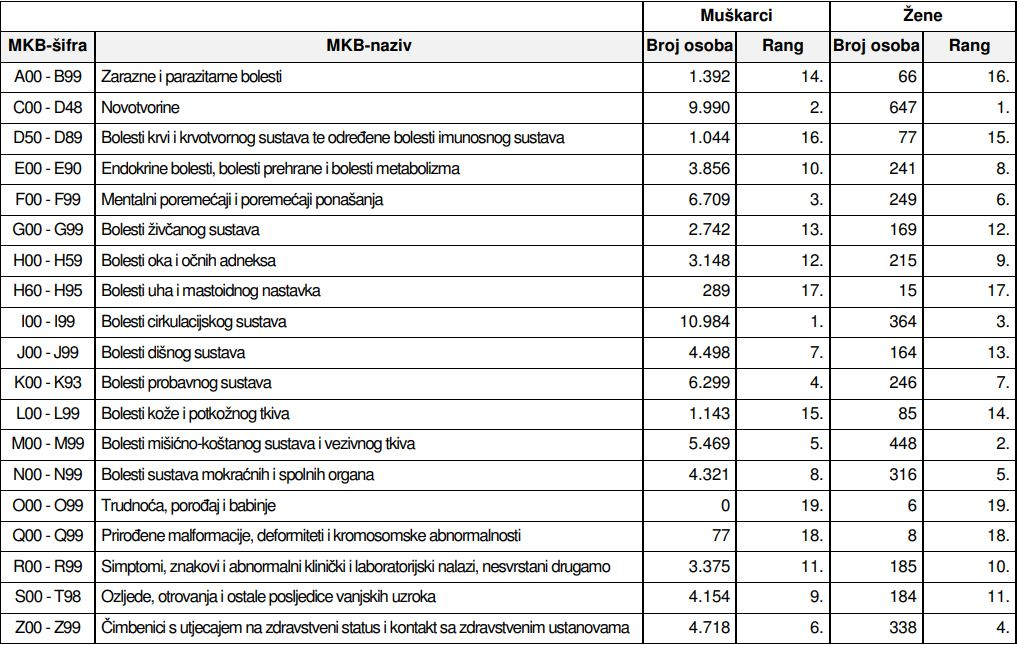 Muškarci Žene
MKB-šifra MKB-naziv Broj osoba Rang Broj osoba Rang
A00 - B99 Zarazne i parazitarne bolesti 1.392 14. 66 16.
C00 - D48 Novotvorine 9.990 2. 647 1.
D50 - D89 Bolesti krvi i krvotvornog sustava te određene bolesti imunosnog sustava 1.044 16. 77 15.
E00 - E90 Endokrine bolesti, bolesti prehrane i bolesti metabolizma 3.856 10. 241 8.
F00 - F99 Mentalni poremećaji i poremećaji ponašanja 6.709 3. 249 6.
G00 - G99 Bolesti živčanog sustava 2.742 13. 169 12.
H00 - H59 Bolesti oka i očnih adneksa 3.148 12. 215 9.
H60 - H95 Bolesti uha i mastoidnog nastavka 289 17. 15 17.
I00 - I99 Bolesti cirkulacijskog sustava 10.984 1. 364 3.
J00 - J99 Bolesti dišnog sustava 4.498 7. 164 13.
K00 - K93 Bolesti probavnog sustava 6.299 4. 246 7.
L00 - L99 Bolesti kože i potkožnog tkiva 1.143 15. 85 14.
M00 - M99 Bolesti mišićno-koštanog sustava i vezivnog tkiva 5.469 5. 448 2.
N00 - N99 Bolesti sustava mokraćnih i spolnih organa 4.321 8. 316 5.
O00 - O99 Trudnoća, porođaj i babinje 0 19. 6 19.
Q00 - Q99 Prirođene malformacije, deformiteti i kromosomske abnormalnosti 77 18. 8 18.
R00 - R99 Simptomi, znakovi i abnormalni klinički i laboratorijski nalazi, nesvrstani drugamo 3.375 11. 185 10.
S00 - T98 Ozljede, otrovanja i ostale posljedice vanjskih uzroka 4.154 9. 184 11.
Z00 - Z99 Čimbenici s utjecajem na zdravstveni status i kontakt sa zdravstvenim ustanovama 4.718 6. 338 4.